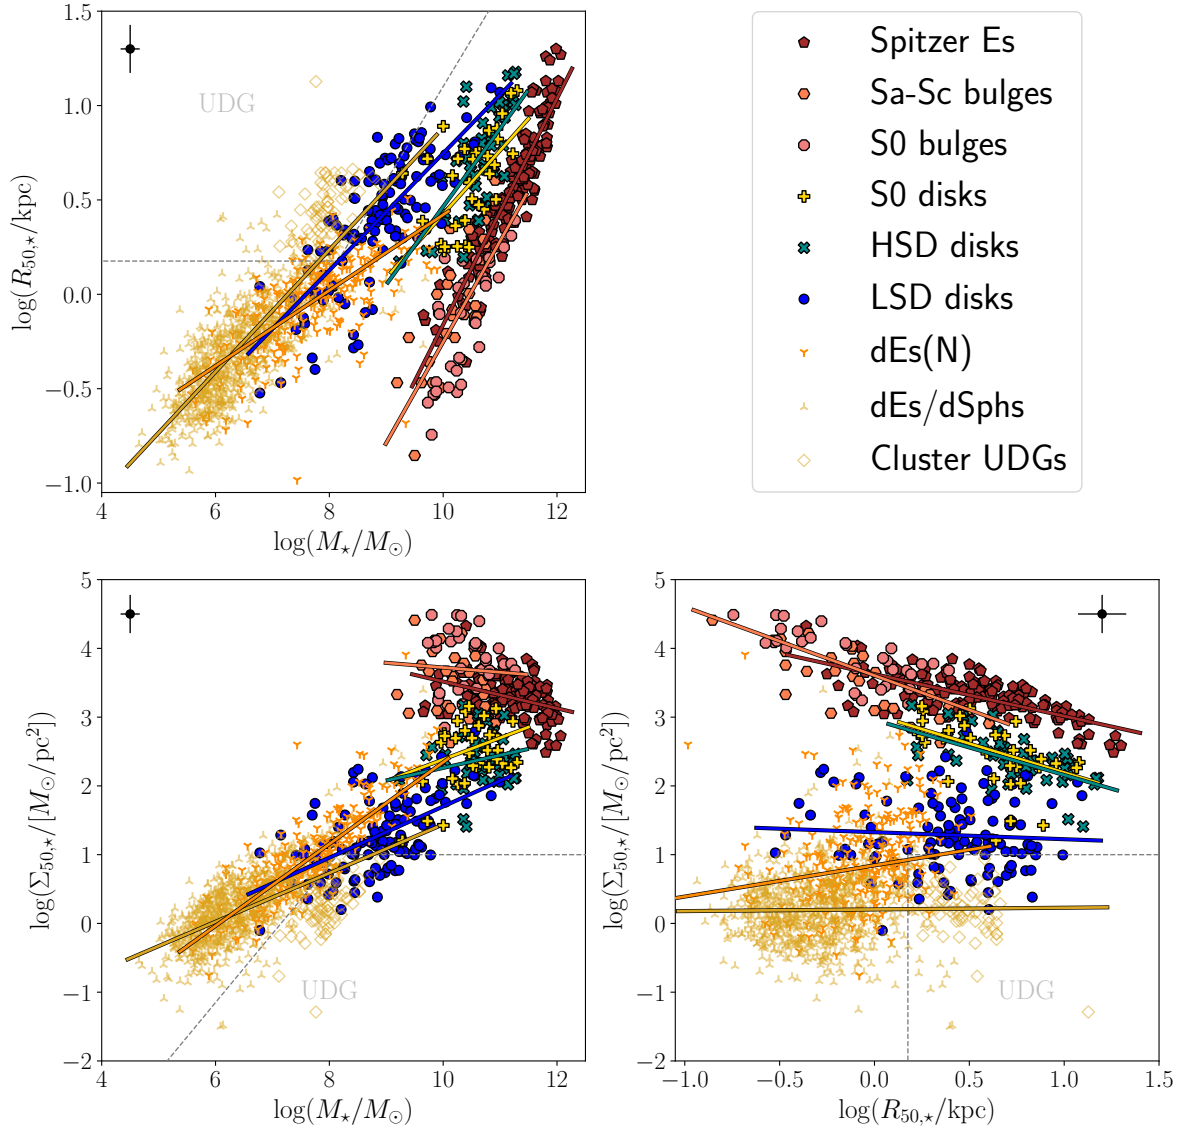 1.5
1.0
0.5
0.0
−0.5
−1.0
log(R50,⋆/kpc)
UDG
4 6 8 10 12
log(M⋆/M⊙)
Spitzer Es
Sa-Sc bulges
S0 bulges
S0 disks
HSD disks
LSD disks
dEs(N)
dEs/dSphs
Cluster UDGs
5
4
3
2
1
0
−1
−2
log(Σ50,⋆/[M⊙/pc²])
UDG
4 6 8 10 12
log(M⋆/M⊙)
5
4
3
2
1
0
−1
−2
log(Σ50,⋆/[M⊙/pc²])
UDG
−1.0 −0.5 0.0 0.5 1.0 1.5
log(R50,⋆/kpc)